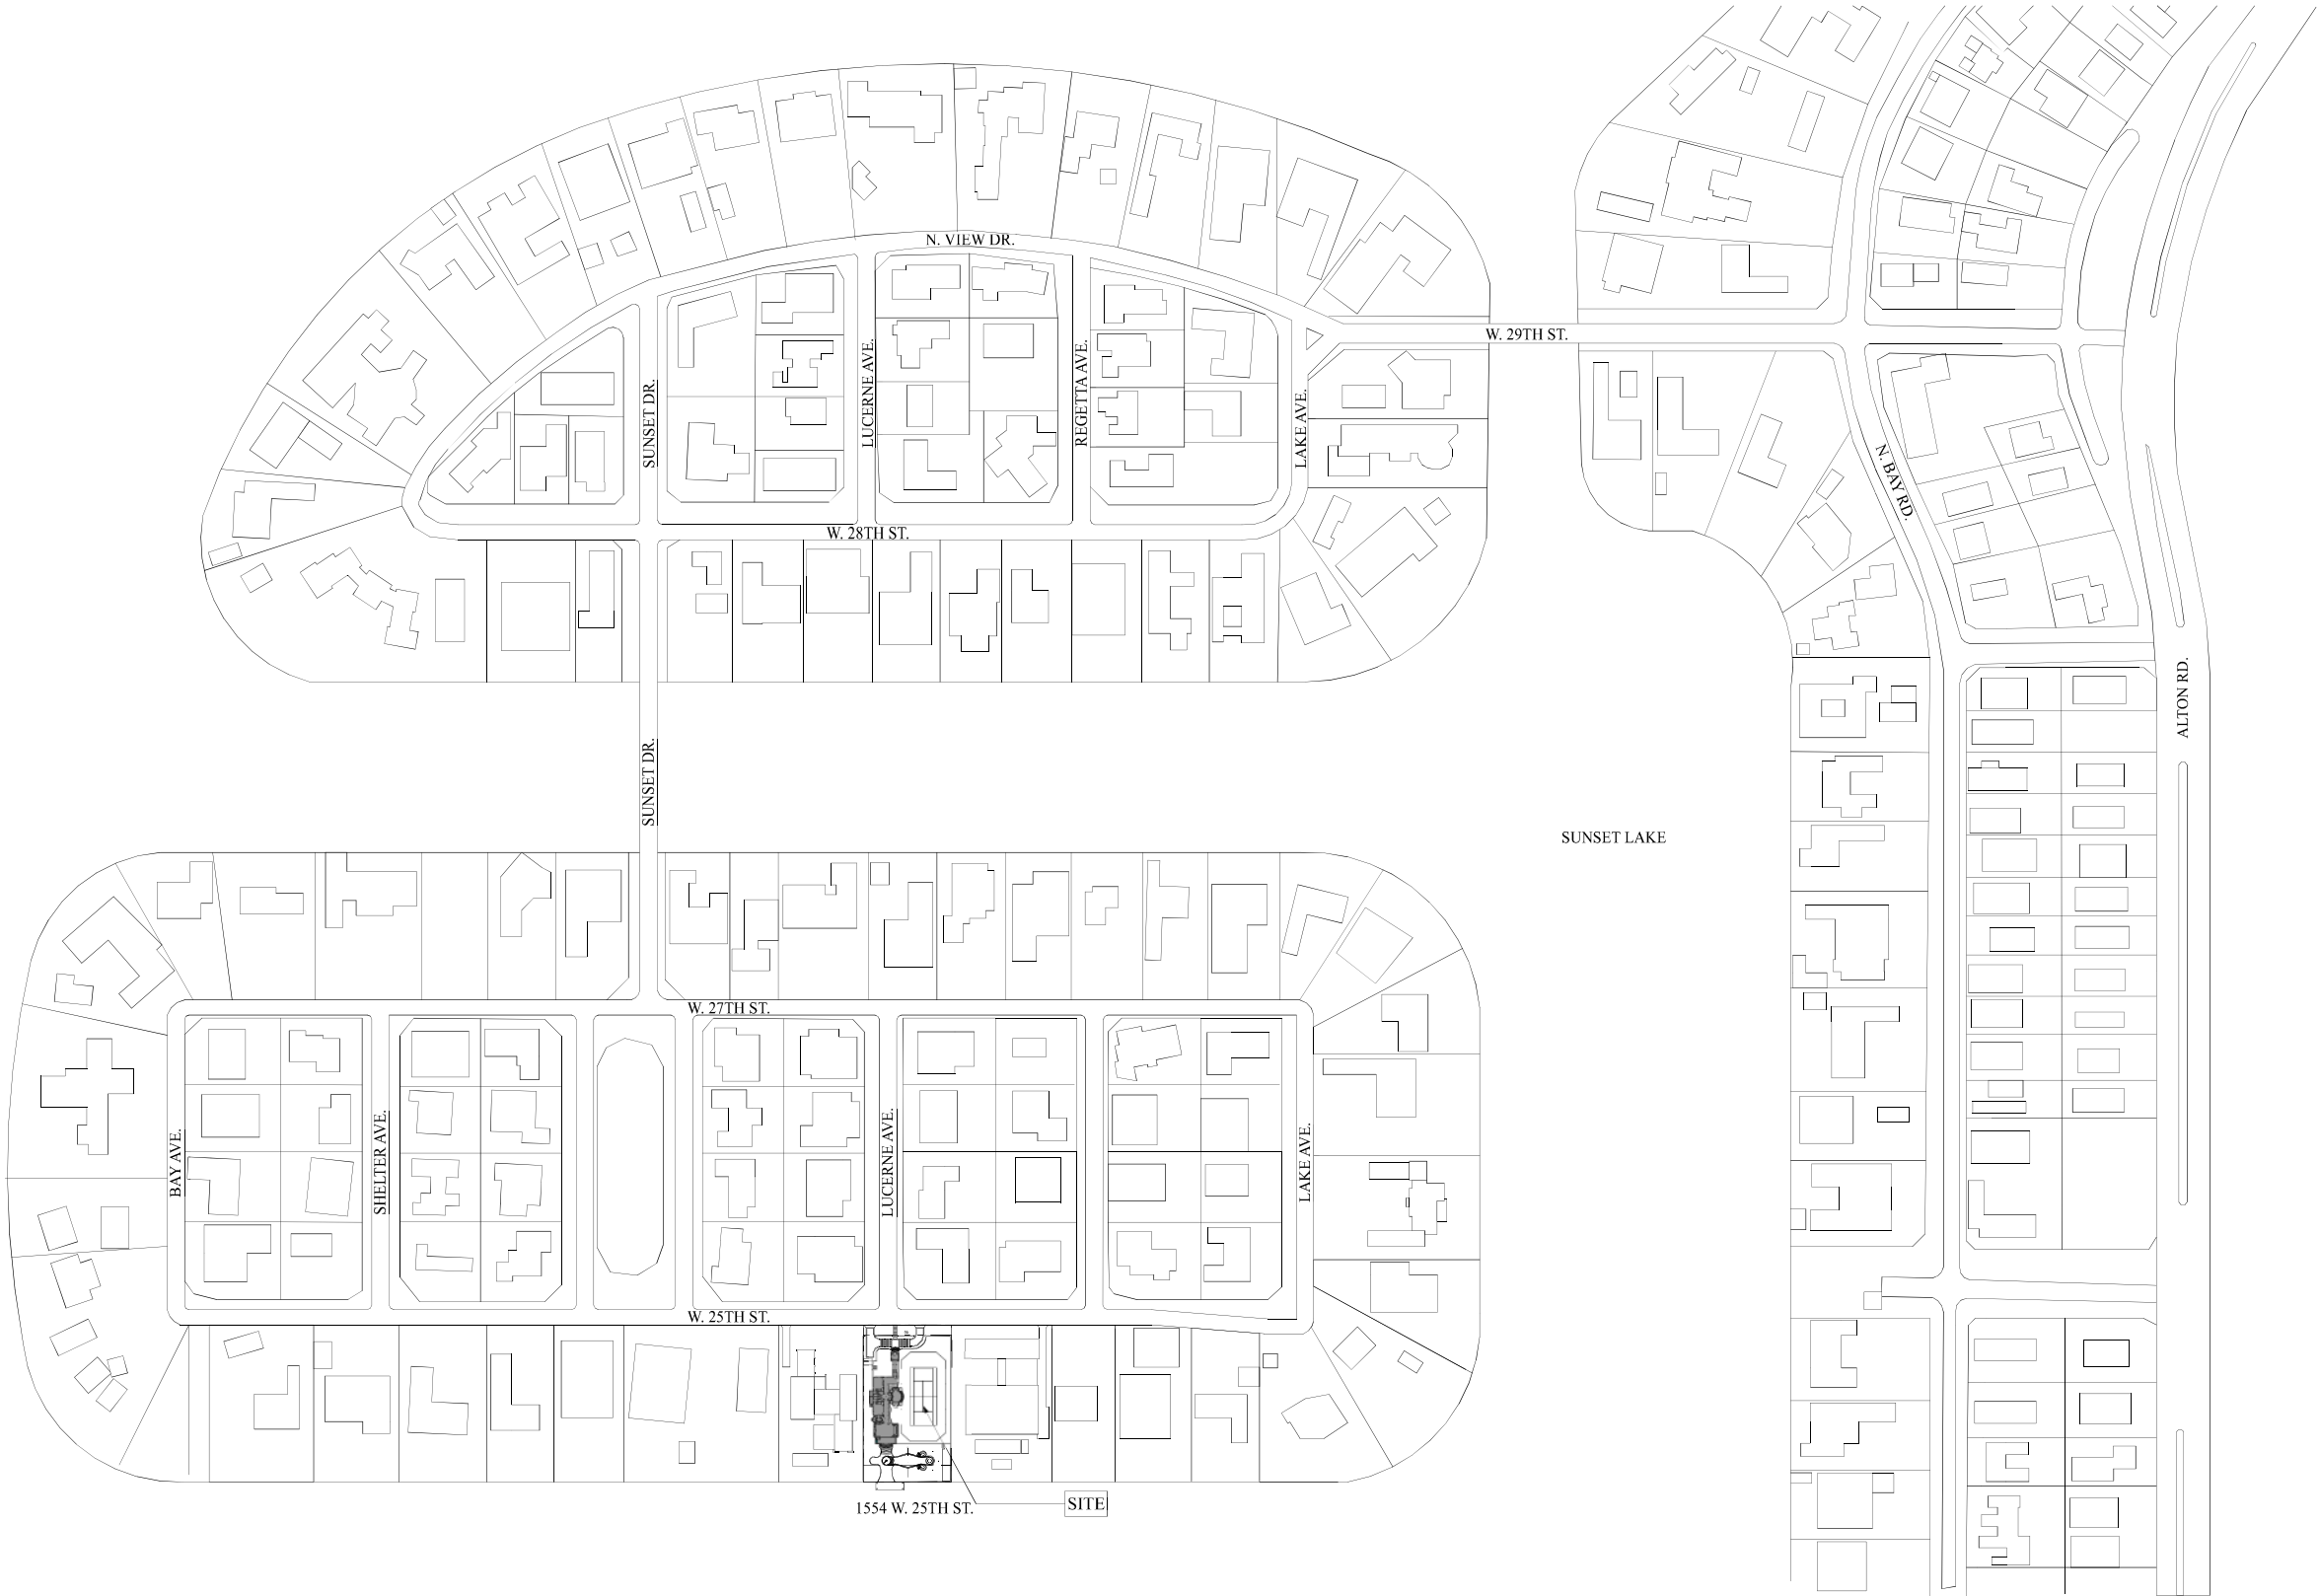 N. VIEW DR.
W. 29TH ST.
SUNSET DR.
LUCERNE AVE.
REGETTA AVE.
LAKE AVE.
N. BAY RD.
W. 28TH ST.
ALTON RD.
SUNSET DR.
SUNSET LAKE
W. 27TH ST.
BAY AVE.
SHELTER AVE.
LUCERNE AVE.
LAKE AVE.
W. 25TH ST.
1554 W. 25TH ST.
SITE